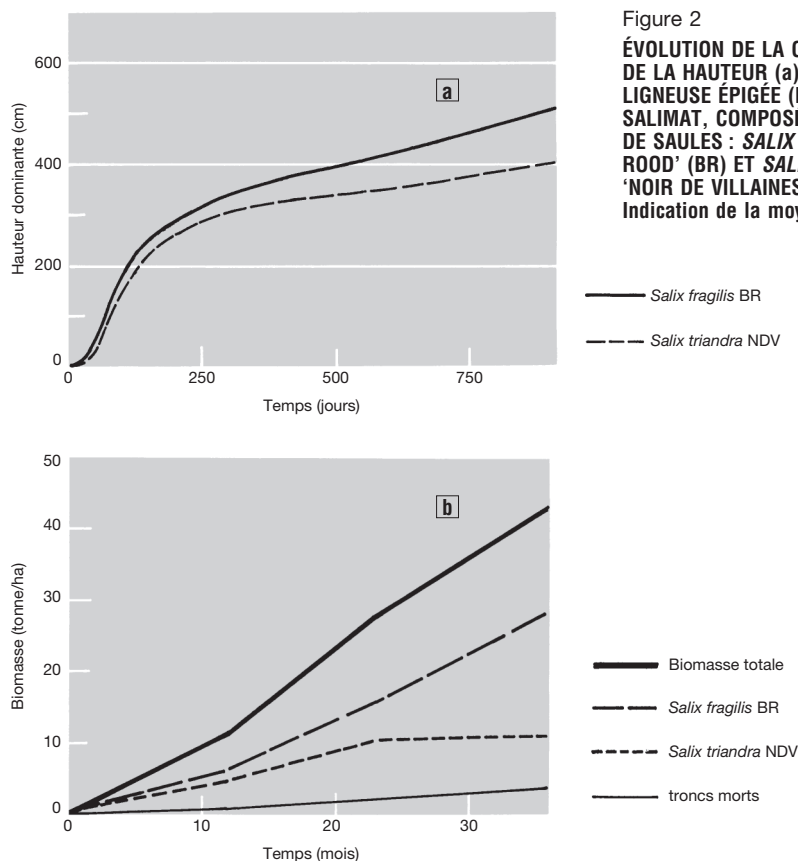 Figure 2
ÉVOLUTION DE LA
DE LA HAUTEUR (a)
LIGNEUSE ÉPIGÉE
SALIMAT,
DE SAULES : SALIX
ROOD' (BR) ET
'NOIR DE VILLAINES
Indication de la
600
400
200
0
a
Hauteur dominante (cm)
0 250 500 750
Temps (jours)
Salix fragilis BR
Salix triandra NDV
50
40
30
20
10
0
b
Biomasse (tonne/ha)
0 10 20 30
Temps (mois)
Biomasse totale
Salix fragilis BR
Salix triandra NDV
troncs morts